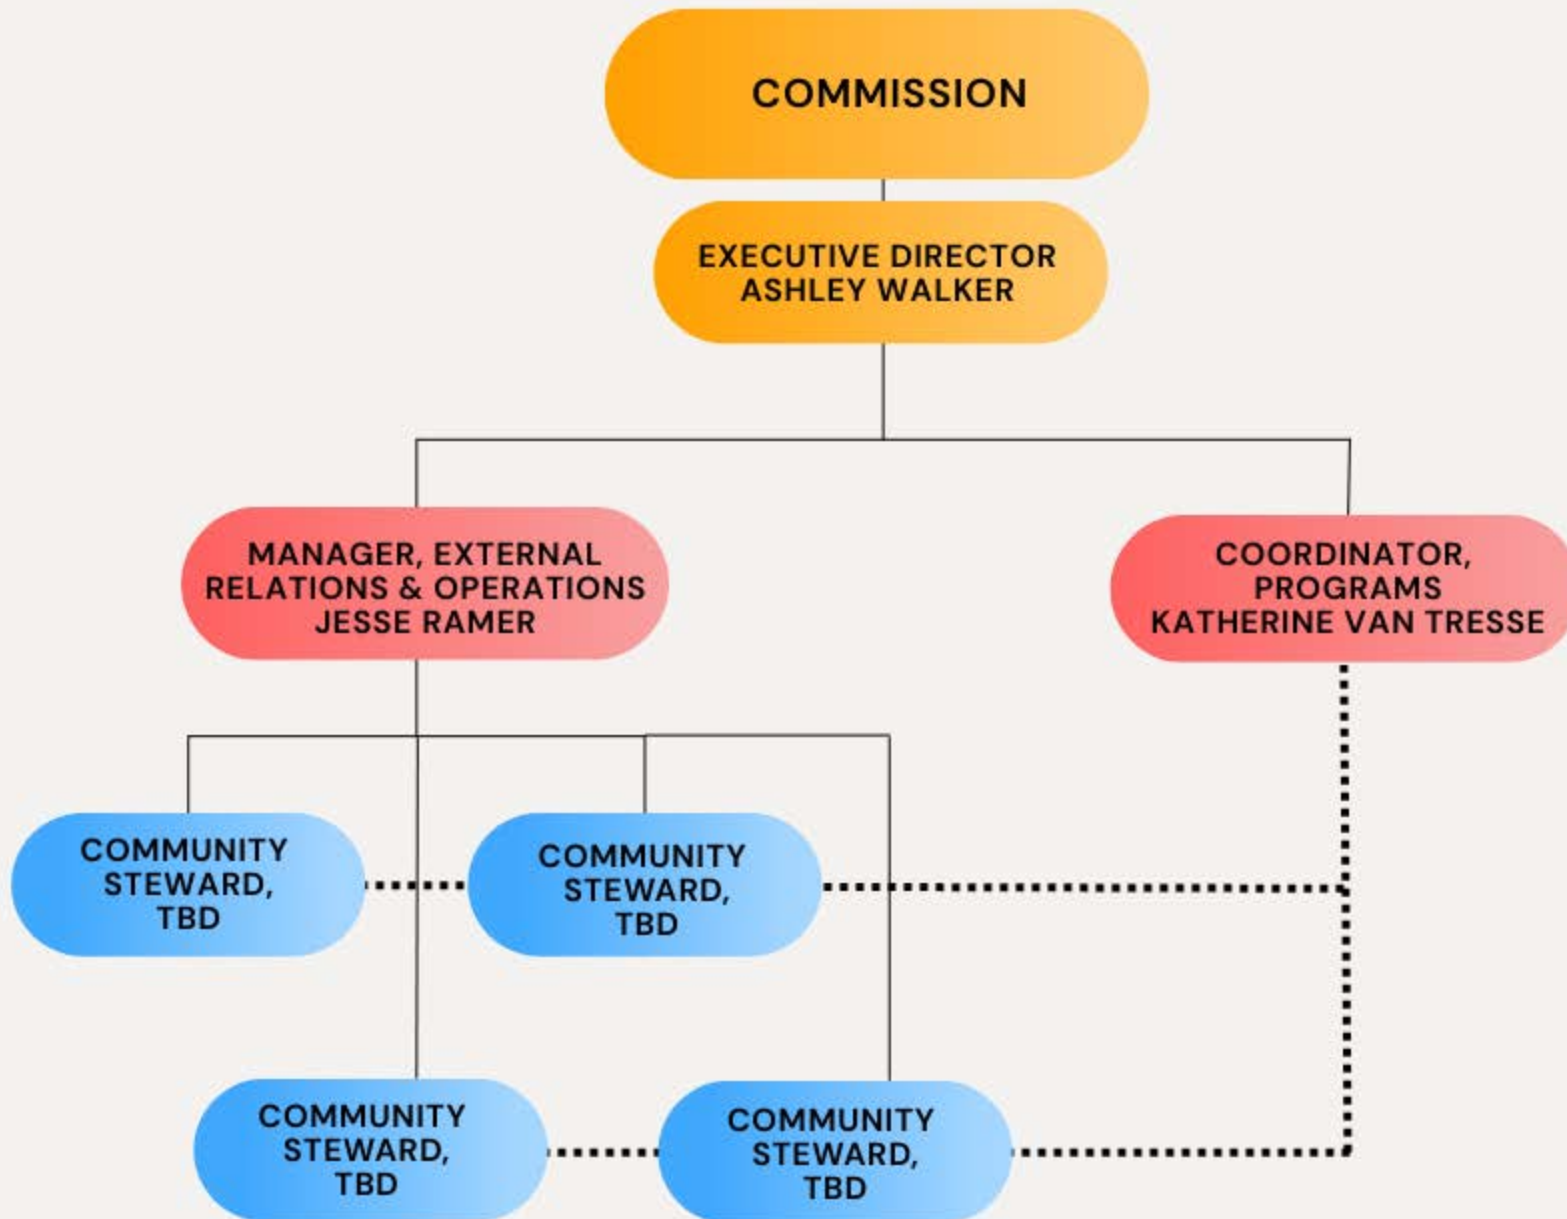 COMMISSION
EXECUTIVE DIRECTOR
ASHLEY WALKER
MANAGER, EXTERNAL
RELATIONS & OPERATIONS
JESSE RAMER
COORDINATOR,
PROGRAMS
KATHERINE VAN TRESSE
COMMUNITY
STEWARD,
TBD
COMMUNITY
STEWARD,
TBD
COMMUNITY
STEWARD,
TBD
COMMUNITY
STEWARD,
TBD